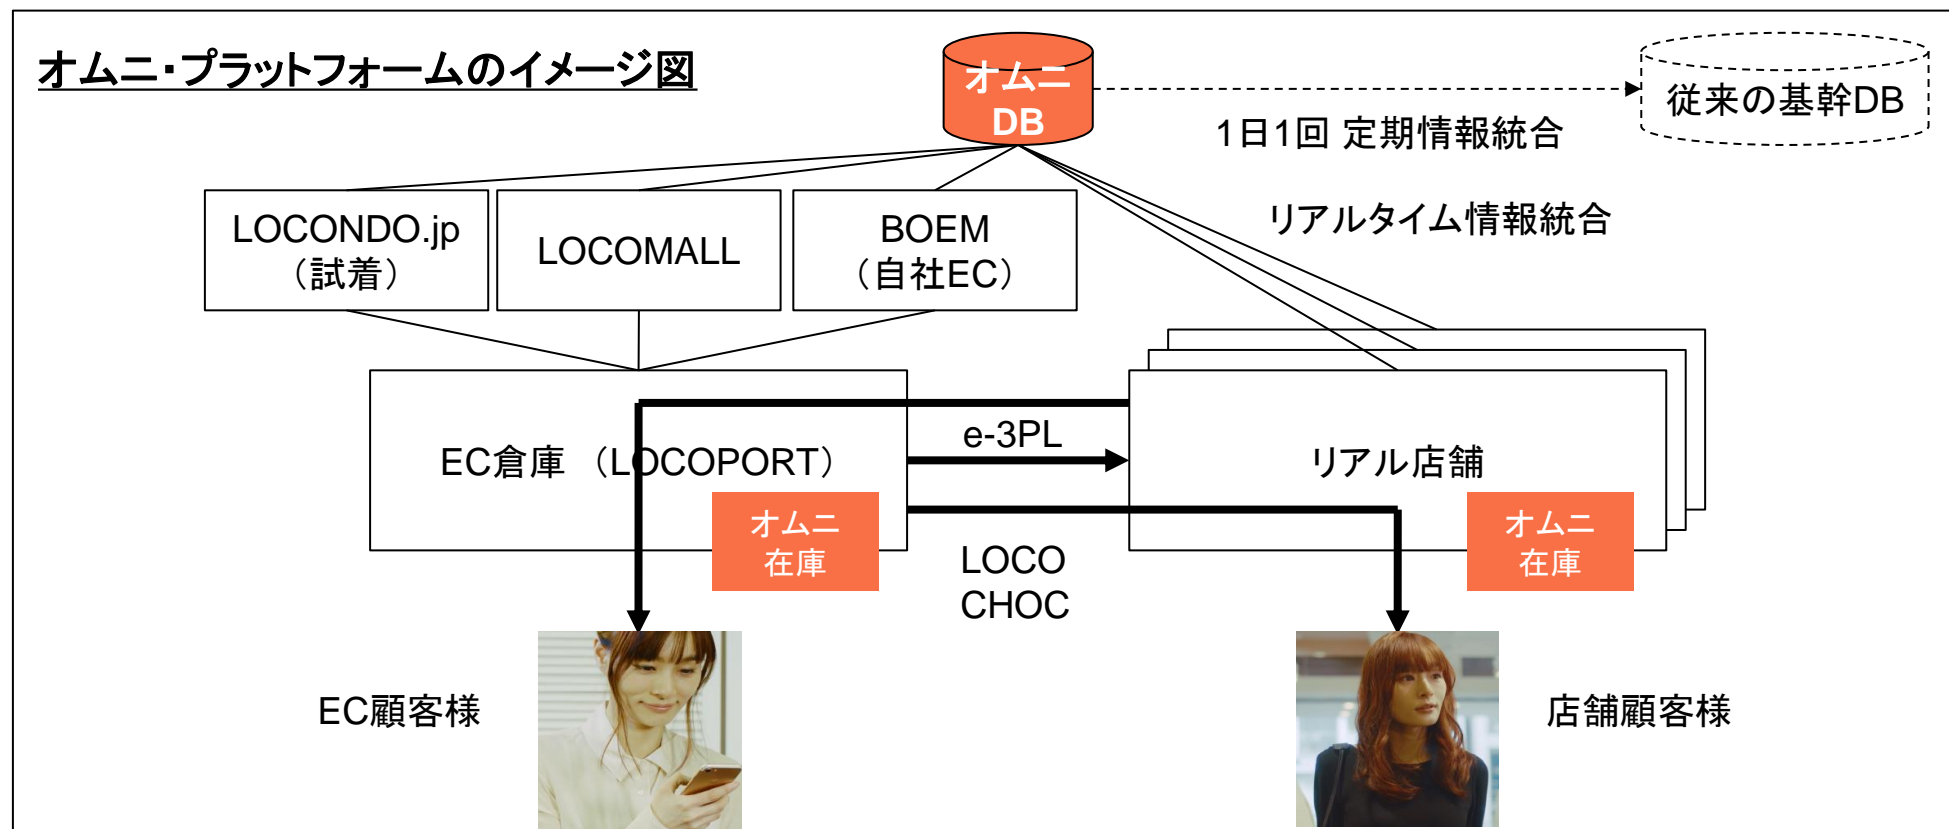 オムニ・プラットフォームのイメージ図
オムニ
DB
従来の基幹DB
1日1回 定期情報統合
リアルタイム情報統合
LOCONDO.jp
（試着）
LOCOMALL
BOEM
（自社EC）
EC倉庫 （LOCOPORT）
e-3PL
リアル店舗
オムニ
在庫
LOCO
CHOC
オムニ
在庫
EC顧客様
店舗顧客様